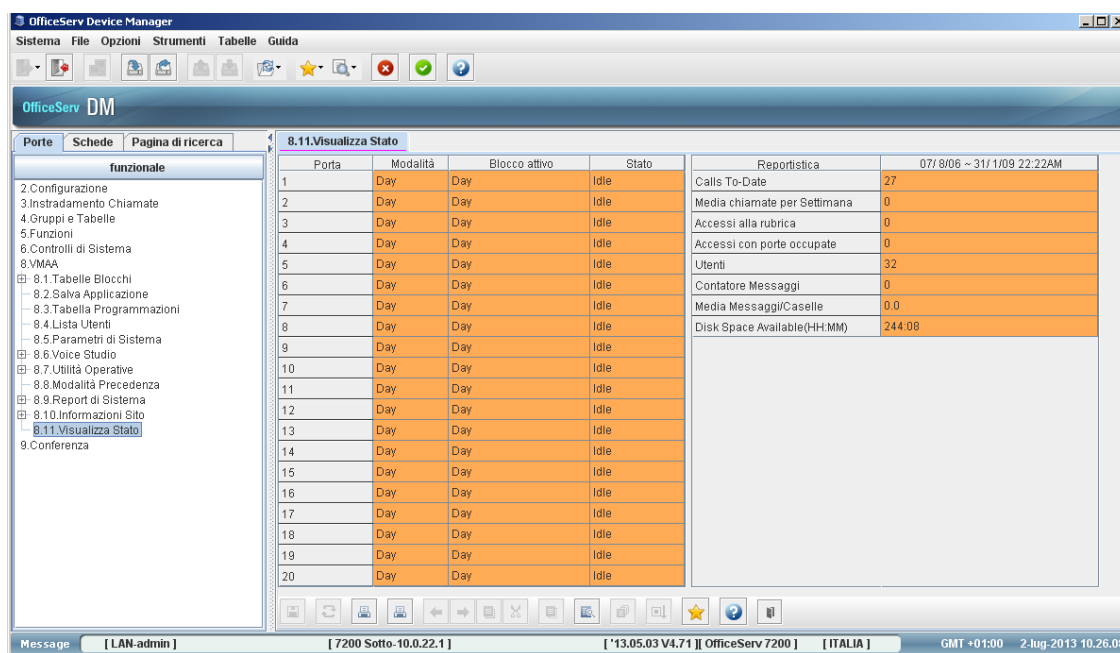 OfficeServ Device Manager
Sistema File Opzioni Strumenti Tabelle Guida
OfficeServ DM
Porte Schede Pagina di ricerca
funzionale
2.Configurazione
3.Instradamento Chiamate
4.Gruppi e Tabelle
5.Funzioni
6.Controlli di Sistema
8.VMAA
8.1.Tabelle Blocchi
8.2.Salva Applicazione
8.3.Tabella Programmazioni
8.4.Lista Utenti
8.5.Parametri di Sistema
8.6.Voice Studio
8.7.Utilità Operative
8.8.Modalità Precedenza
8.9.Report di Sistema
8.10.Informazioni Sito
8.11.Visualizza Stato
9.Conferenza
8.11.Visualizza Stato
Porta Modalità Blocco attivo Stato
1 Day Day Idle
2 Day Day Idle
3 Day Day Idle
4 Day Day Idle
5 Day Day Idle
6 Day Day Idle
7 Day Day Idle
8 Day Day Idle
9 Day Day Idle
10 Day Day Idle
11 Day Day Idle
12 Day Day Idle
13 Day Day Idle
14 Day Day Idle
15 Day Day Idle
16 Day Day Idle
17 Day Day Idle
18 Day Day Idle
19 Day Day Idle
20 Day Day Idle
Reportistica 07/ 8/06 ~ 31/ 1/09 22:22AM
Calls To-Date 27
Media chiamate per Settimana 0
Accessi alla rubrica 0
Accessi con porte occupate 0
Utenti 32
Contatore Messaggi 0
Media Messaggi/Caselle 0.0
Disk Space Available(HH:MM) 244:08
Message [ LAN-admin ] [ 7200 Sotto-10.0.22.1 ] [ '13.05.03 V4.71 ][ OfficeServ 7200 ] [ ITALIA ] GMT +01:00 2-lug-2013 10.26.0